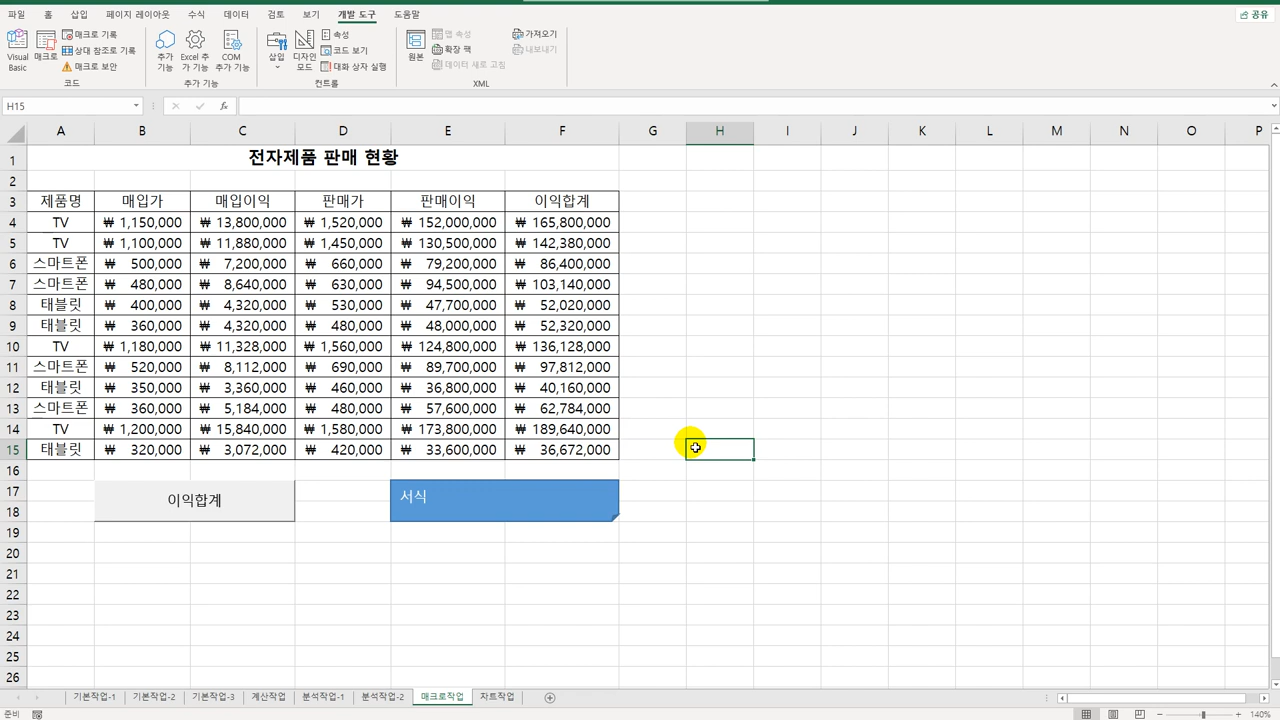 파일 홈 삽입 페이지 레이아웃 수식 데이터 검토 보기 개발 도구 도움말 공유
Visual Basic
매크로
매크로 기록
상대 참조로 기록
매크로 보안
코드
추가 기능
Excel 추가 기능
COM 추가 기능
추가 기능
삽입
디자인 모드
속성
코드 보기
대화 상자 실행
컨트롤
원본
맵 속성
확장 팩
데이터 새로 고침
가져오기
내보내기
XML
H15 fx
A B C D E F G H I J K L M N O P
1 전자제품 판매 현황
2
3 제품명 매입가 매입이익 판매가 판매이익 이익합계
4 TV ₩ 1,150,000 ₩ 13,800,000 ₩ 1,520,000 ₩ 152,000,000 ₩ 165,800,000
5 TV ₩ 1,100,000 ₩ 11,880,000 ₩ 1,450,000 ₩ 130,500,000 ₩ 142,380,000
6 스마트폰 ₩ 500,000 ₩ 7,200,000 ₩ 660,000 ₩ 79,200,000 ₩ 86,400,000
7 스마트폰 ₩ 480,000 ₩ 8,640,000 ₩ 630,000 ₩ 94,500,000 ₩ 103,140,000
8 태블릿 ₩ 400,000 ₩ 4,320,000 ₩ 530,000 ₩ 47,700,000 ₩ 52,020,000
9 태블릿 ₩ 360,000 ₩ 4,320,000 ₩ 480,000 ₩ 48,000,000 ₩ 52,320,000
10 TV ₩ 1,180,000 ₩ 11,328,000 ₩ 1,560,000 ₩ 124,800,000 ₩ 136,128,000
11 스마트폰 ₩ 520,000 ₩ 8,112,000 ₩ 690,000 ₩ 89,700,000 ₩ 97,812,000
12 태블릿 ₩ 350,000 ₩ 3,360,000 ₩ 460,000 ₩ 36,800,000 ₩ 40,160,000
13 스마트폰 ₩ 360,000 ₩ 5,184,000 ₩ 480,000 ₩ 57,600,000 ₩ 62,784,000
14 TV ₩ 1,200,000 ₩ 15,840,000 ₩ 1,580,000 ₩ 173,800,000 ₩ 189,640,000
15 태블릿 ₩ 320,000 ₩ 3,072,000 ₩ 420,000 ₩ 33,600,000 ₩ 36,672,000
16
17 이익합계 서식
18
19
20
21
22
23
24
25
26
기본작업-1 기본작업-2 기본작업-3 계산작업 분석작업-1 분석작업-2 매크로작업 차트작업
준비 140%